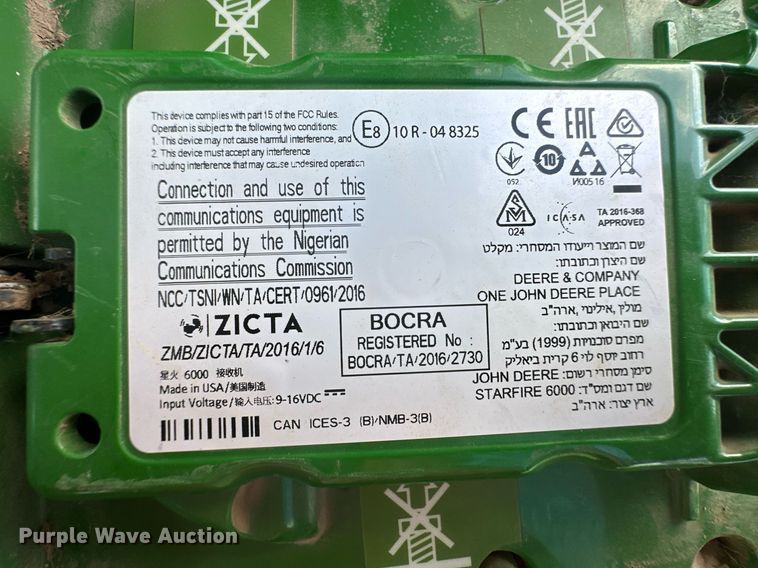 This device complies with part 15 of the FCC Rules.
Operation is subject to the following two conditions:
1. This device may not cause harmful interference, and
2. This device must accept any interference
including interference that may cause undesired operation
E8 10 R - 04 8325
CE EAC
052
10
И005 16
024
ICASA
TA 2016-368
APPROVED
Connection and use of this
communications equipment is
permitted by the Nigerian
Communications Commission
NCC/TSNI/WN/TA/CERT/0961/2016
ZICTA
ZMB/ZICTA/TA/2016/1/6
BOCRA
REGISTERED No :
BOCRA/TA/2016/2730
星火 6000 接收机
Made in USA/美国制造
Input Voltage/输入电压: 9-16VDC
CAN ICES-3 (B)/NMB-3(B)
שם המוצר וייעודו המסחרי: מקלט
שם היצרן וכתובתו:
DEERE & COMPANY
ONE JOHN DEERE PLACE
מולין, אילינוי, ארה"ב
שם היבואן וכתובתו:
מפרם סוכנויות (1999) בע"מ
רחוב יוסף לוי 6 קרית ביאליק
סימן מסחרי רשום: JOHN DEERE
שם דגם ומס"ד: STARFIRE 6000
ארץ יצור: ארה"ב
Purple Wave Auction